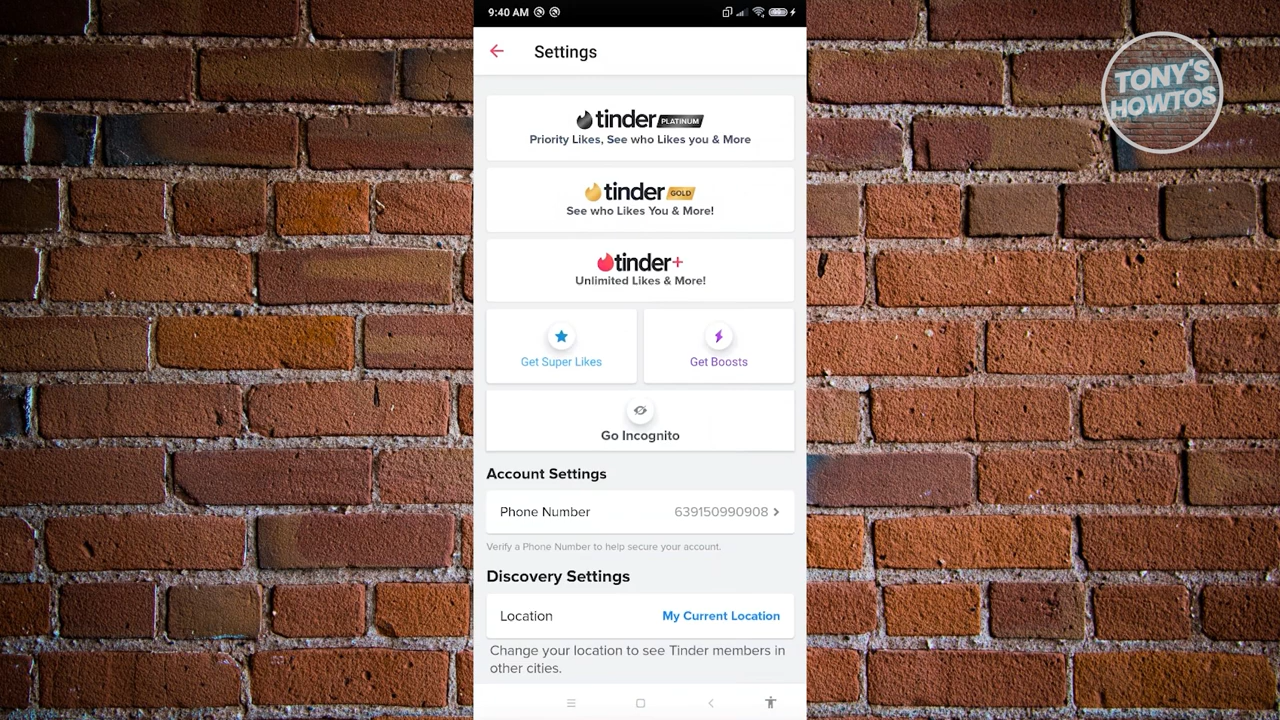 9:40 AM
TONY'S
HOWTOS
Settings
tinder PLATINUM
Priority Likes, See who Likes you & More
tinder GOLD
See who Likes You & More!
tinder+
Unlimited Likes & More!
Get Super Likes
Get Boosts
Go Incognito
Account Settings
Phone Number 639150990908
Verify a Phone Number to help secure your account.
Discovery Settings
Location My Current Location
Change your location to see Tinder members in
other cities.